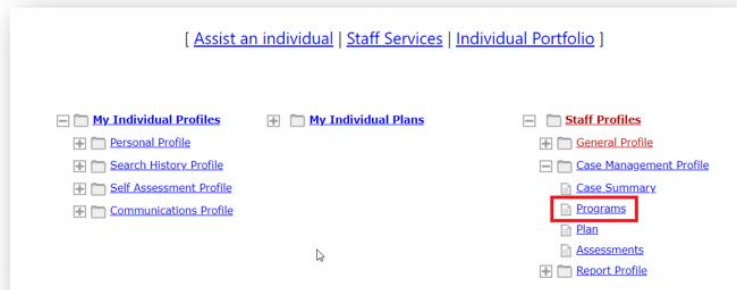 [ Assist an individual | Staff Services | Individual Portfolio ]
My Individual Profiles
Personal Profile
Search History Profile
Self Assessment Profile
Communications Profile
My Individual Plans
Staff Profiles
General Profile
Case Management Profile
Case Summary
Programs
Plan
Assessments
Report Profile